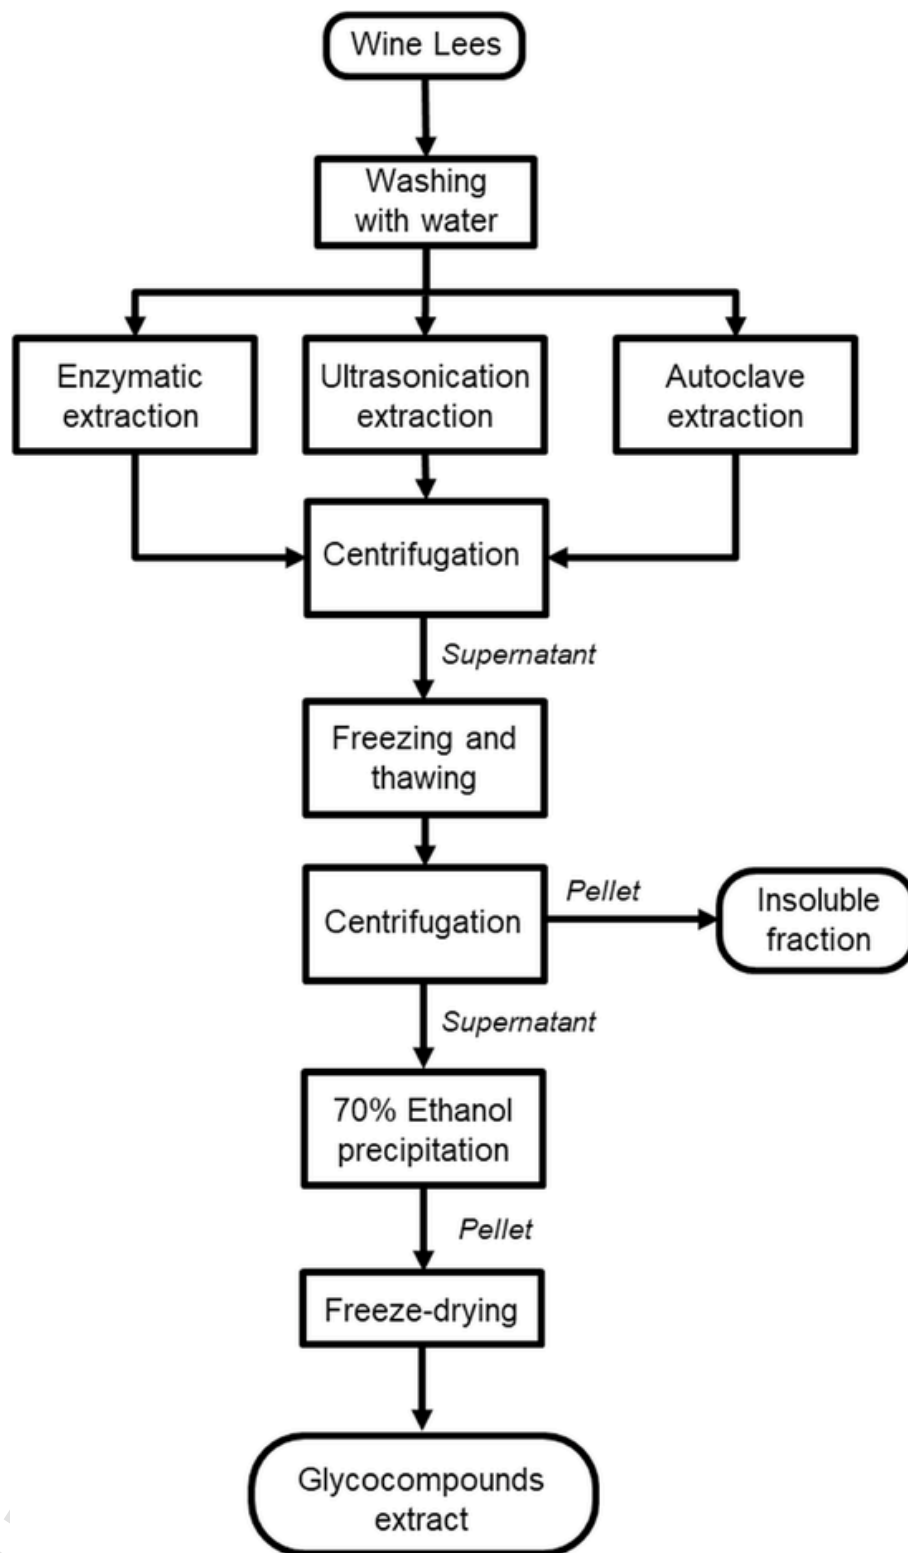 Wine Lees
Washing
with water
Enzymatic
extraction
Ultrasonication
extraction
Autoclave
extraction
Centrifugation
Supernatant
Freezing and
thawing
Centrifugation
Pellet
Insoluble
fraction
Supernatant
70% Ethanol
precipitation
Pellet
Freeze-drying
Glycocompounds
extract